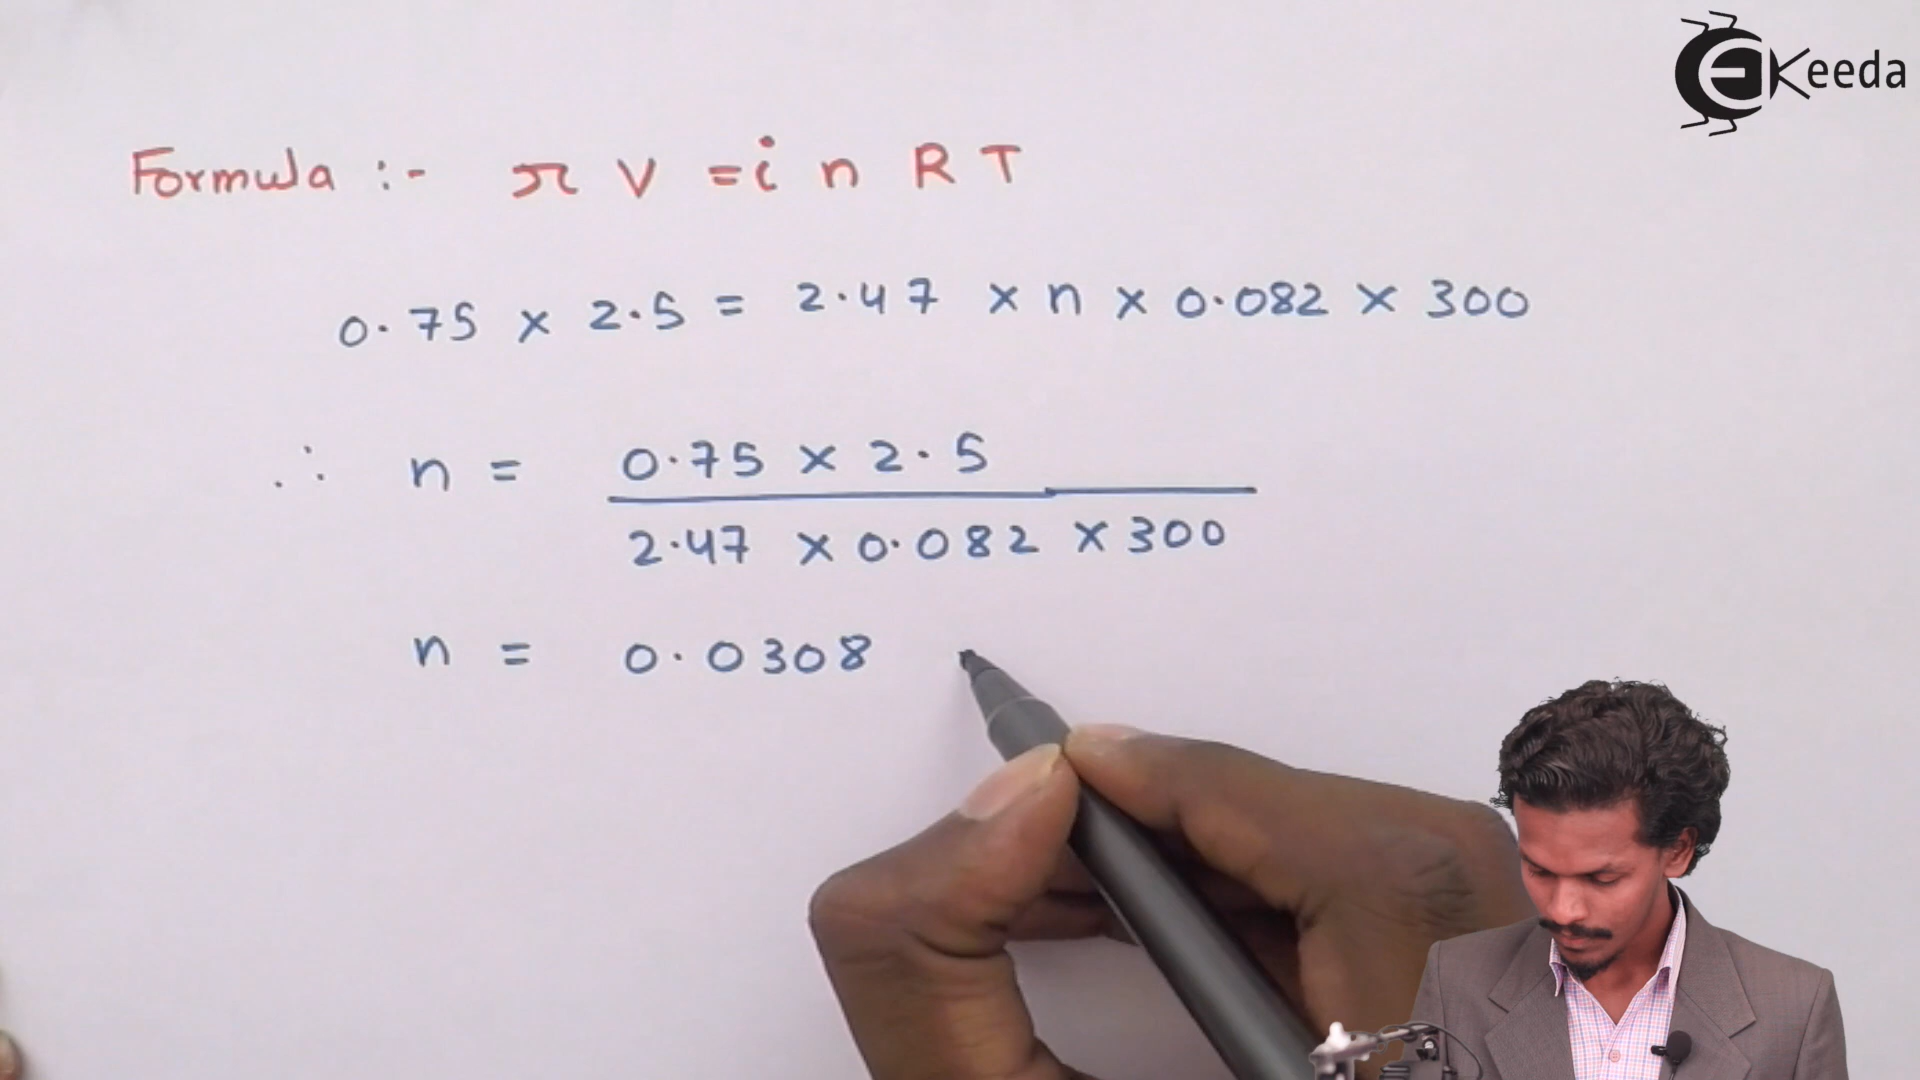 EKeeda
Formula :- π V = i n R T
0.75 × 2.5 = 2.47 × n × 0.082 × 300
∴ n = 0.75 × 2.5
2.47 × 0.082 × 300
n = 0.0308